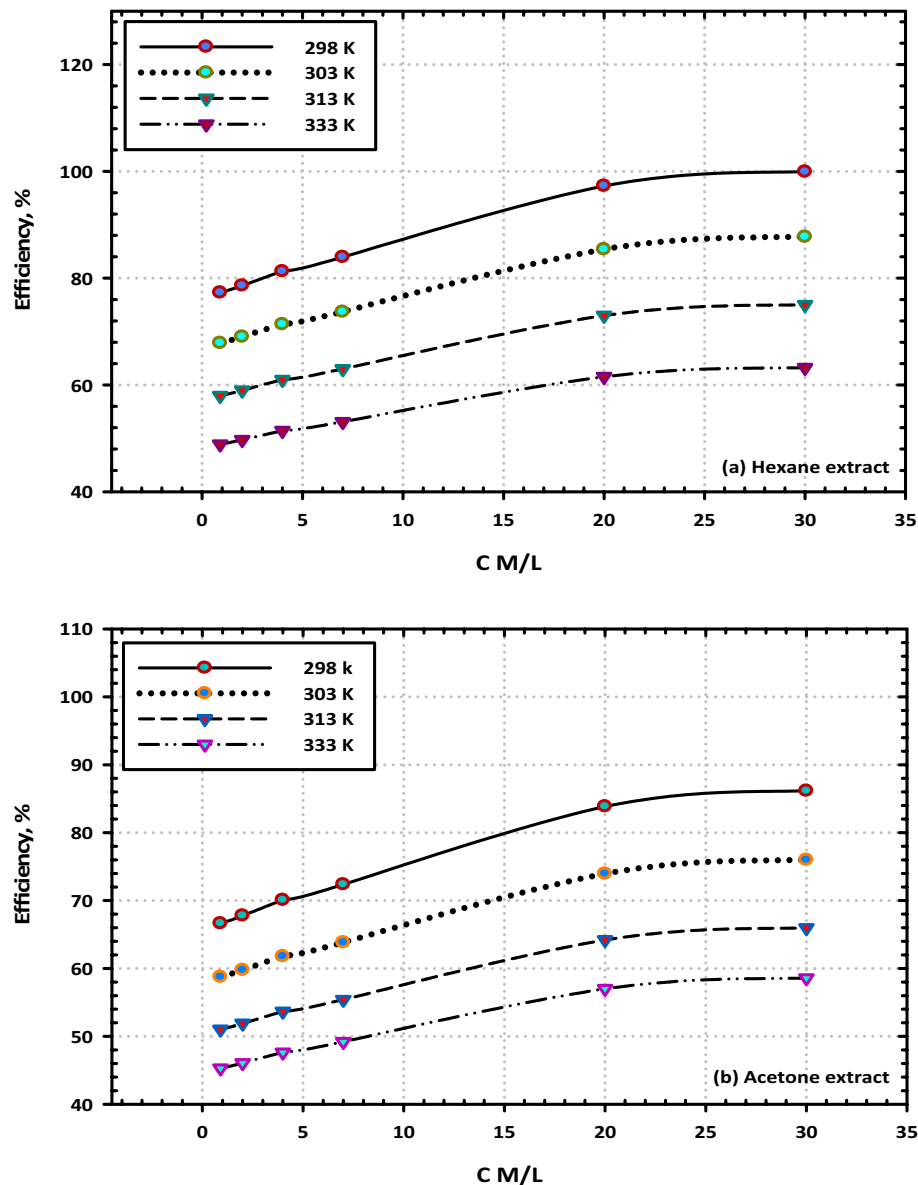 298 K
303 K
313 K
333 K
120
100
80
60
40
Efficiency, %
(a) Hexane extract
0 5 10 15 20 25 30 35
C M/L
298 k
303 K
313 K
333 K
110
100
90
80
70
60
50
40
Efficiency, %
(b) Acetone extract
0 5 10 15 20 25 30 35
C M/L